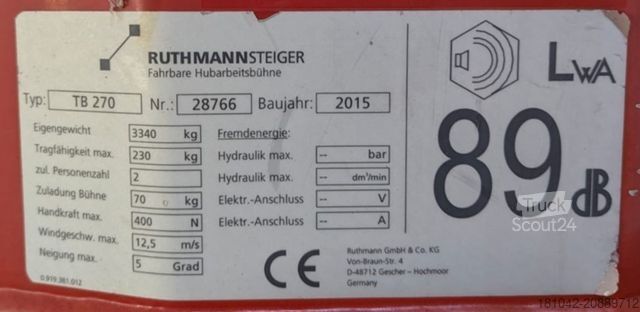 RUTHMANNSTEIGER
Fahrbare Hubarbeitsbühne
Typ: TB 270 Nr.: 28766 Baujahr: 2015
Eigengewicht 3340 kg
Tragfähigkeit max. 230 kg
zul. Personenzahl 2
Zuladung Bühne 70 kg
Handkraft max. 400 N
Windgeschw. max. 12,5 m/s
Neigung max. 5 Grad
Fremdenergie:
Hydraulik max. -- bar
Hydraulik max. -- dm³/min
Elektr.-Anschluss -- V
Elektr.-Anschluss -- A
0.919.361.012
CE
Ruthmann GmbH & Co. KG
Von-Braun-Str. 4
D-48712 Gescher - Hochmoor
Germany
LWA
89 dB
Truck
Scout24
181042-20889712